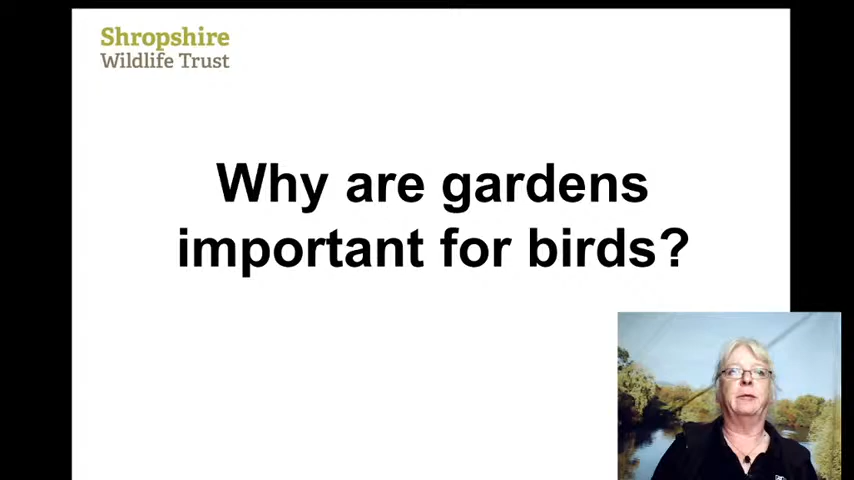 Shropshire
Wildlife Trust
Why are gardens
important for birds?